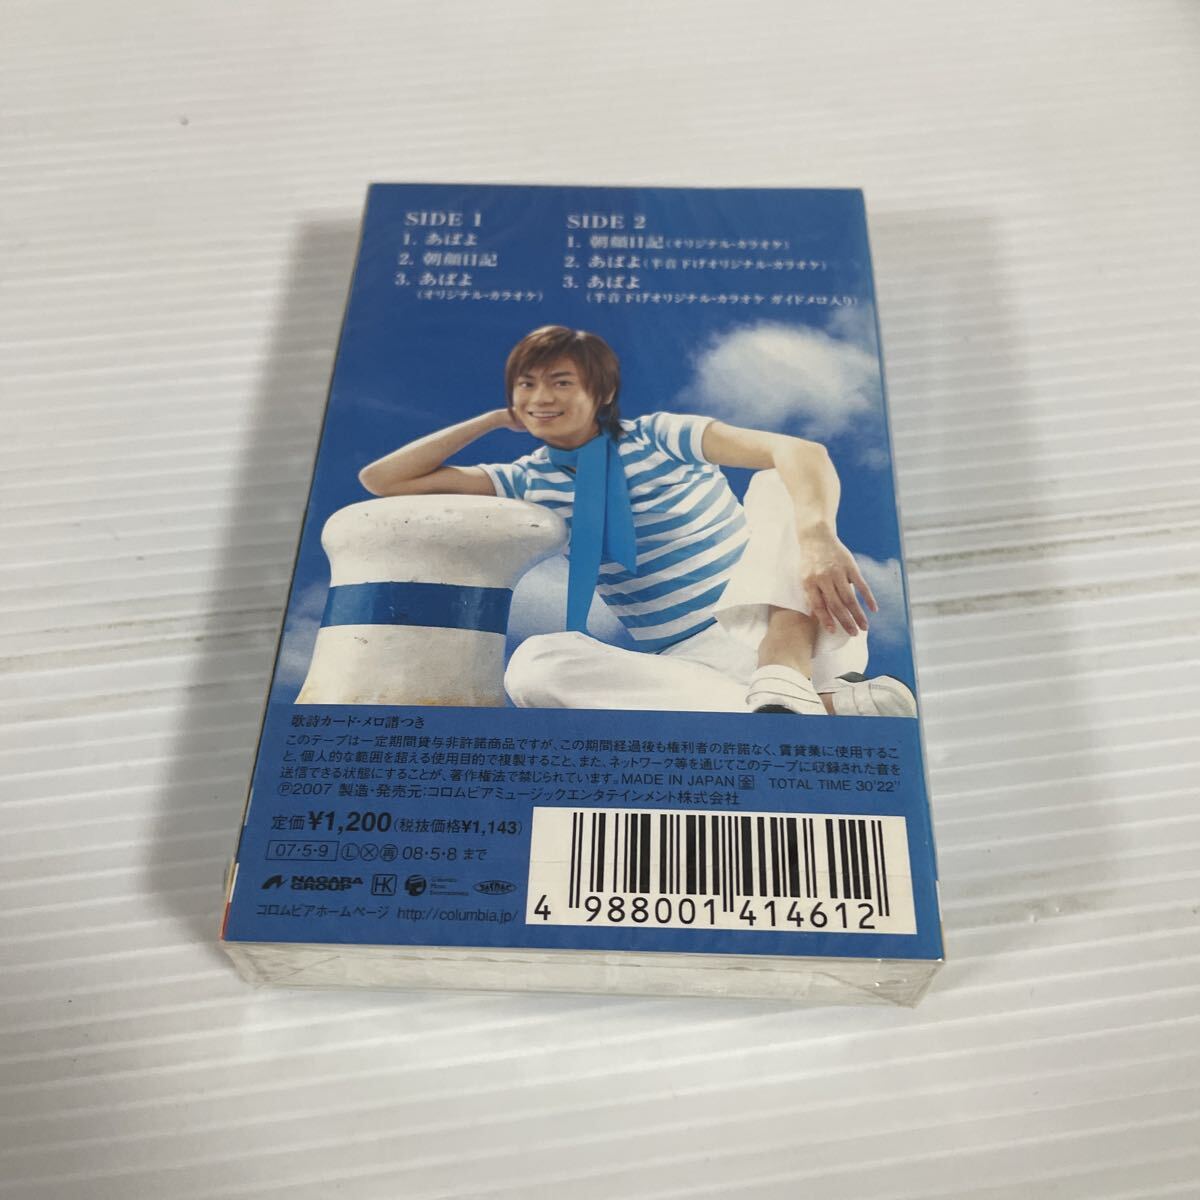 SIDE 1
1. あばよ
2. 朝顔日記
3. あばよ
(オリジナル・カラオケ)
SIDE 2
1. 朝顔日記(オリジナル・カラオケ)
2. あばよ(半音下げオリジナル・カラオケ)
3. あばよ
(半音下げオリジナル・カラオケ ガイドメロ入り)
歌詩カード・メロ譜つき
このテープは一定期間貸与非許諾商品ですが、この期間経過後も権利者の許諾なく、賃貸業に使用するこ
と、個人的な範囲を超える使用目的で複製すること、また、ネットワーク等を通じてこのテープに収録された音を
送信できる状態にすることが、著作権法で禁じられています。MADE IN JAPAN TOTAL TIME 30'22"
Ⓟ2007 製造・発売元:コロムビアミュージックエンタテインメント株式会社
定価¥1,200(税抜価格¥1,143)
07・5・9 Ⓛ Ⓧ 再 08・5・8 まで
NAGARA GROUP HK Columbia Music Entertainment
コロムビアホームページ http://columbia.jp/
4 988001 414612